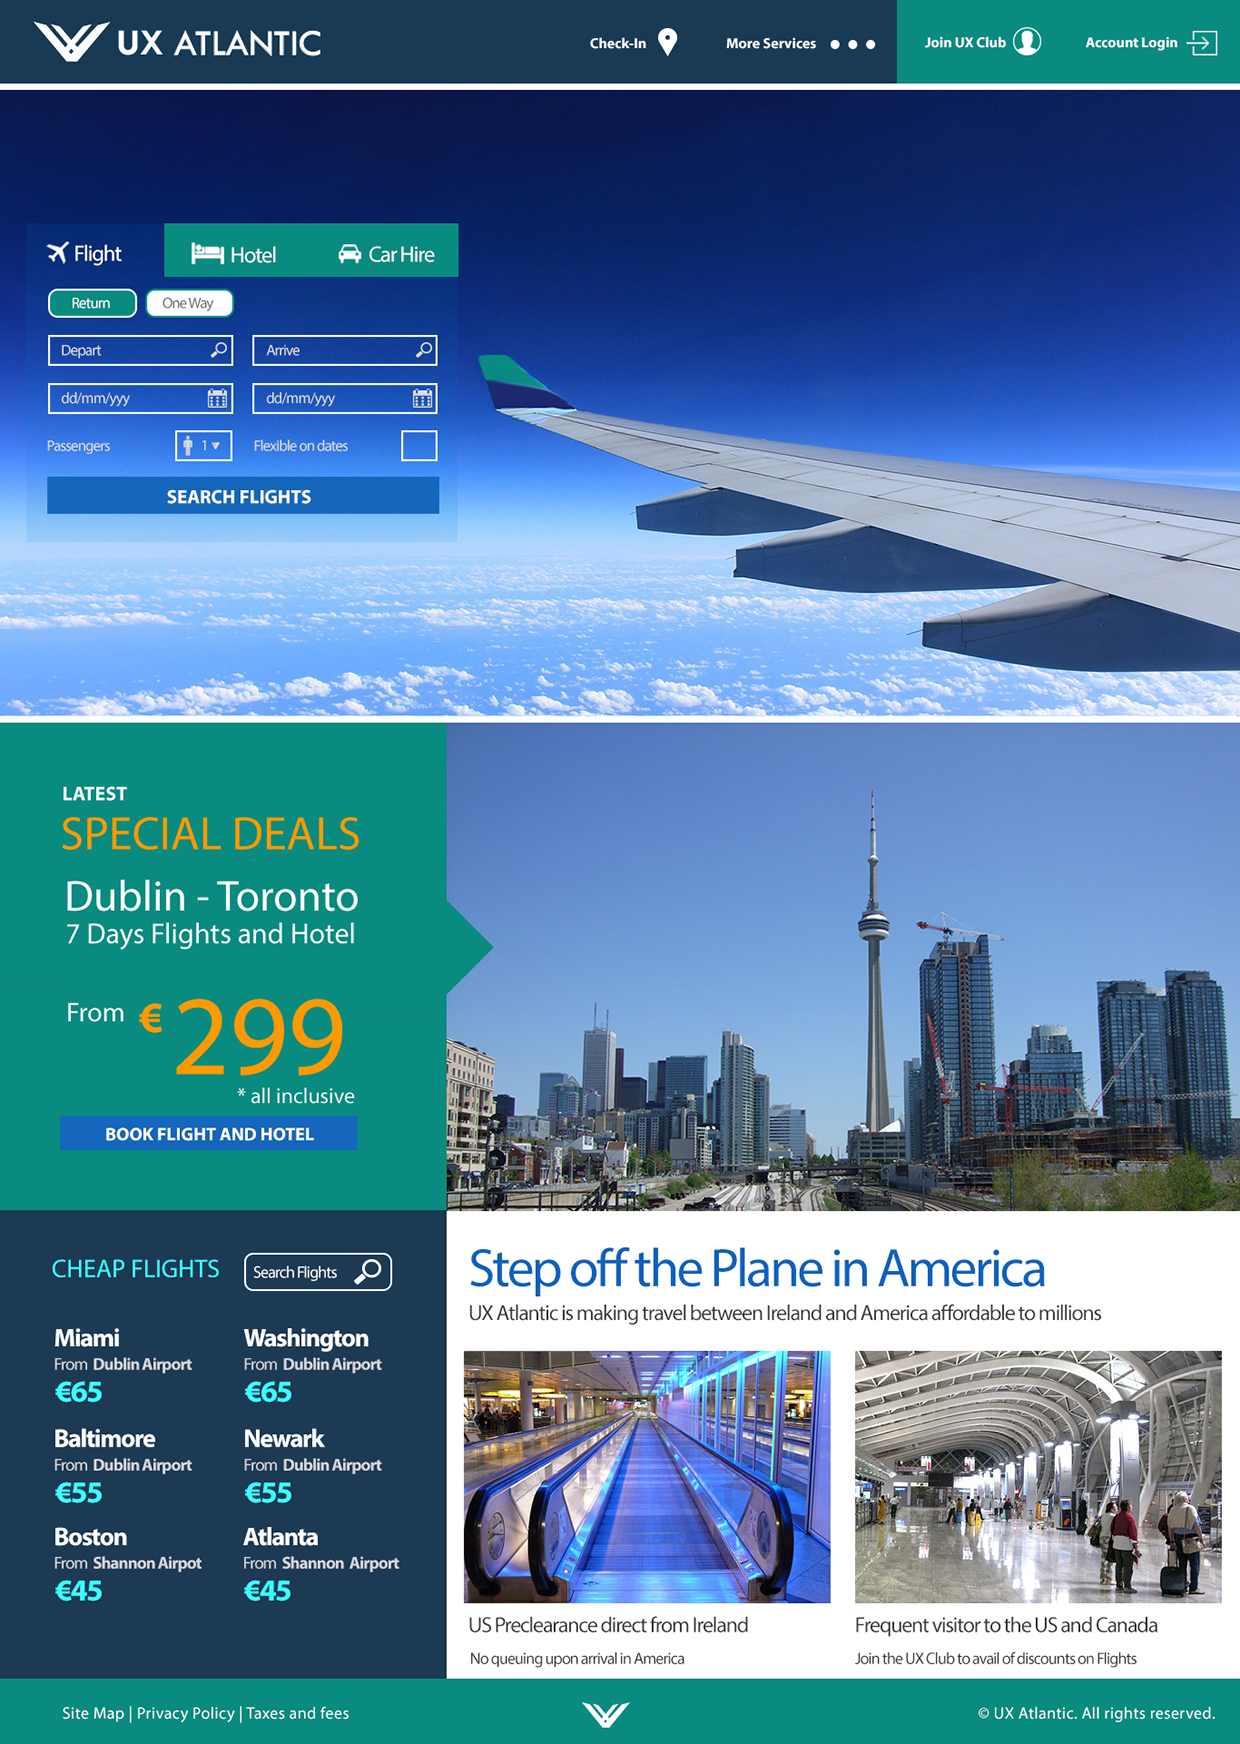 UX ATLANTIC
Check-In
More Services
Join UX Club
Account Login
Flight
Hotel
Car Hire
Return
One Way
Depart
Arrive
dd/mm/yyy
dd/mm/yyy
Passengers
1
Flexible on dates
SEARCH FLIGHTS
LATEST
SPECIAL DEALS
Dublin - Toronto
7 Days Flights and Hotel
From € 299
* all inclusive
BOOK FLIGHT AND HOTEL
CHEAP FLIGHTS
Search Flights
Miami
From Dublin Airport
€65
Washington
From Dublin Airport
€65
Baltimore
From Dublin Airport
€55
Newark
From Dublin Airport
€55
Boston
From Shannon Airpot
€45
Atlanta
From Shannon Airport
€45
Step off the Plane in America
UX Atlantic is making travel between Ireland and America affordable to millions
US Preclearance direct from Ireland
No queuing upon arrival in America
Frequent visitor to the US and Canada
Join the UX Club to avail of discounts on Flights
Site Map | Privacy Policy | Taxes and fees
© UX Atlantic. All rights reserved.